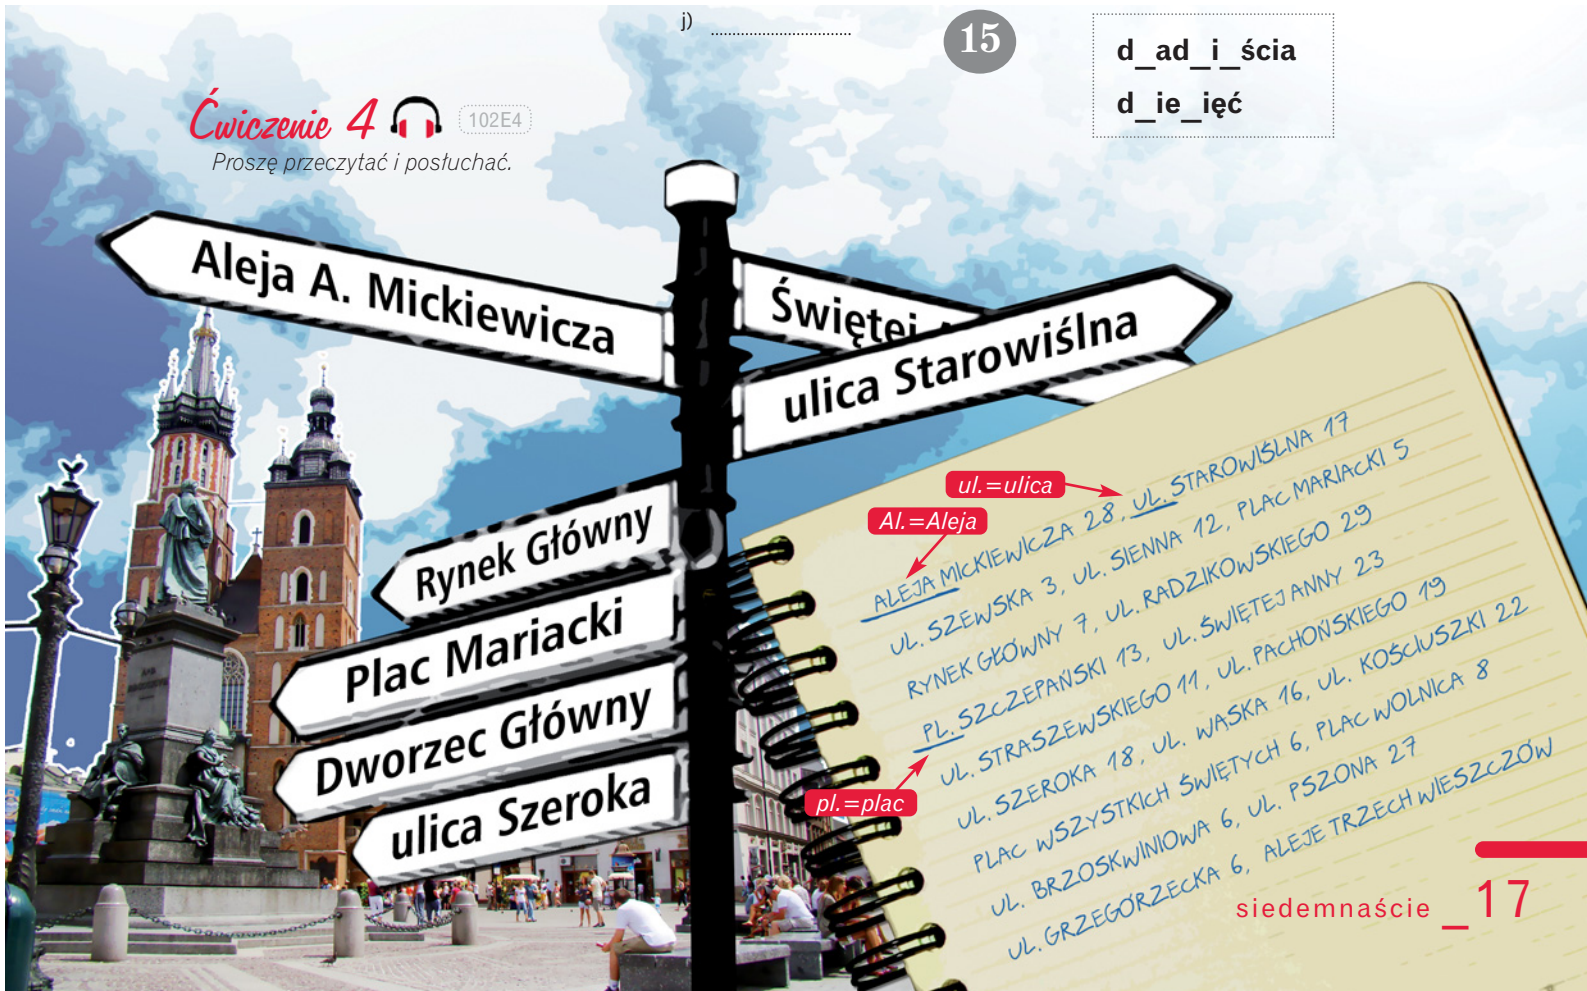 j) ..............................
15
d_ad_i_ścia
d_ie_ięć
Ćwiczenie 4
102E4
Proszę przeczytać i posłuchać.
Aleja A. Mickiewicza
Świętej
ulica Starowiślna
Rynek Główny
Plac Mariacki
Dworzec Główny
ulica Szeroka
ul.=ulica
Al.=Aleja
pl.=plac
ALEJA MICKIEWICZA 28, UL. STAROWIŚLNA 17
UL. SZEWSKA 3, UL. SIENNA 12, PLAC MARIACKI 5
RYNEK GŁÓWNY 7, UL. RADZIKOWSKIEGO 29
PL. SZCZEPAŃSKI 13, UL. ŚWIĘTEJ ANNY 23
UL. STRASZEWSKIEGO 11, UL. PACHOŃSKIEGO 19
UL. SZEROKA 18, UL. WĄSKA 16, UL. KOŚCIUSZKI 22
PLAC WSZYSTKICH ŚWIĘTYCH 6, PLAC WOLNICA 8
UL. BRZOSKWINIOWA 6, UL. PSZONA 27
UL. GRZEGÓRZECKA 6, ALEJE TRZECH WIESZCZÓW
siedemnaście _ 17